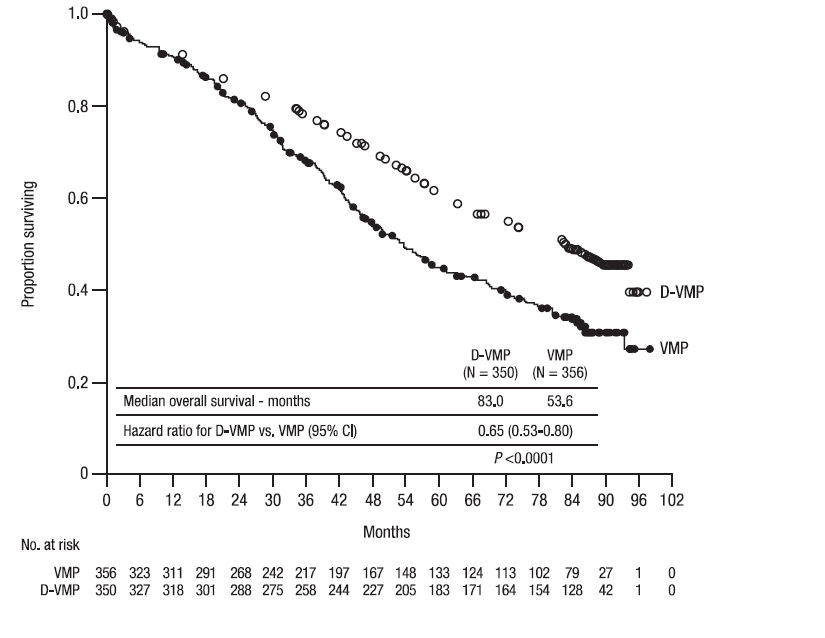 1.0
0.8
0.6
0.4
0.2
0
Proportion surviving
D-VMP
VMP
D-VMP VMP
(N = 350) (N = 356)
Median overall survival - months 83.0 53.6
Hazard ratio for D-VMP vs. VMP (95% CI) 0.65 (0.53-0.80)
P <0.0001
0 6 12 18 24 30 36 42 48 54 60 66 72 78 84 90 96 102
Months
No. at risk
VMP 356 323 311 291 268 242 217 197 167 148 133 124 113 102 79 27 1 0
D-VMP 350 327 318 301 288 275 258 244 227 205 183 171 164 154 128 42 1 0